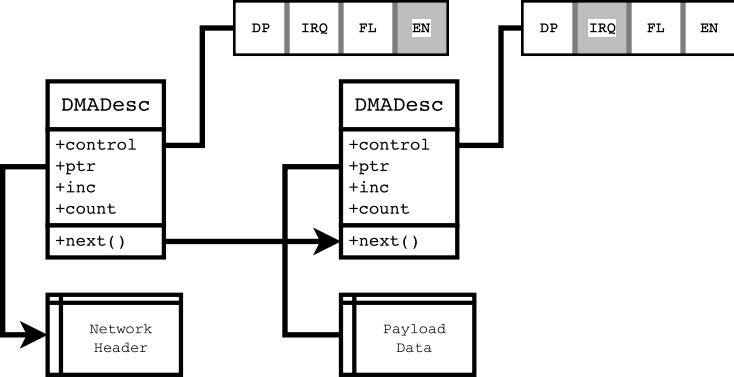 DP IRQ FL EN
DP IRQ FL EN
DMADesc
+control
+ptr
+inc
+count
+next()
DMADesc
+control
+ptr
+inc
+count
+next()
Network
Header
Payload
Data